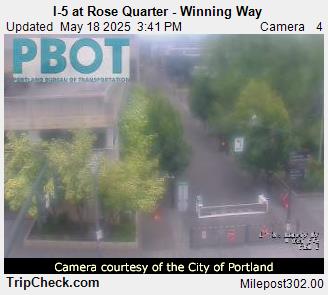 I-5 at Rose Quarter - Winning Way
Updated May 18 2025 3:41 PM Camera 4
PBOT
PORTLAND BUREAU OF TRANSPORTATION
Camera courtesy of the City of Portland
TripCheck.com Milepost302.00